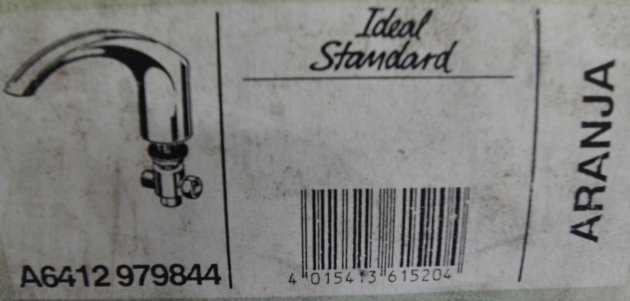 Ideal
Standard
ARANJA
A6412 979844
4 015413 615204